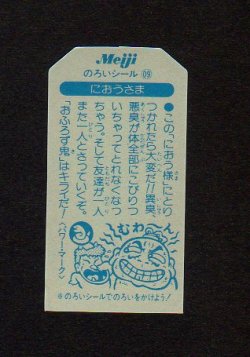 Meiji
のろいシール 09
におうさま
●この「におう様」にとり
つかれたら大変だ!!異臭、
悪臭が体全部にこびりつ
いちゃってとれなくなっ
ちゃう。そして友達が一人
また一人とさっていくぞ。
「おふろず鬼」はキライだ!
《パワーマーク》
むわ〜ん
※のろいシールでのろいをかけよう!